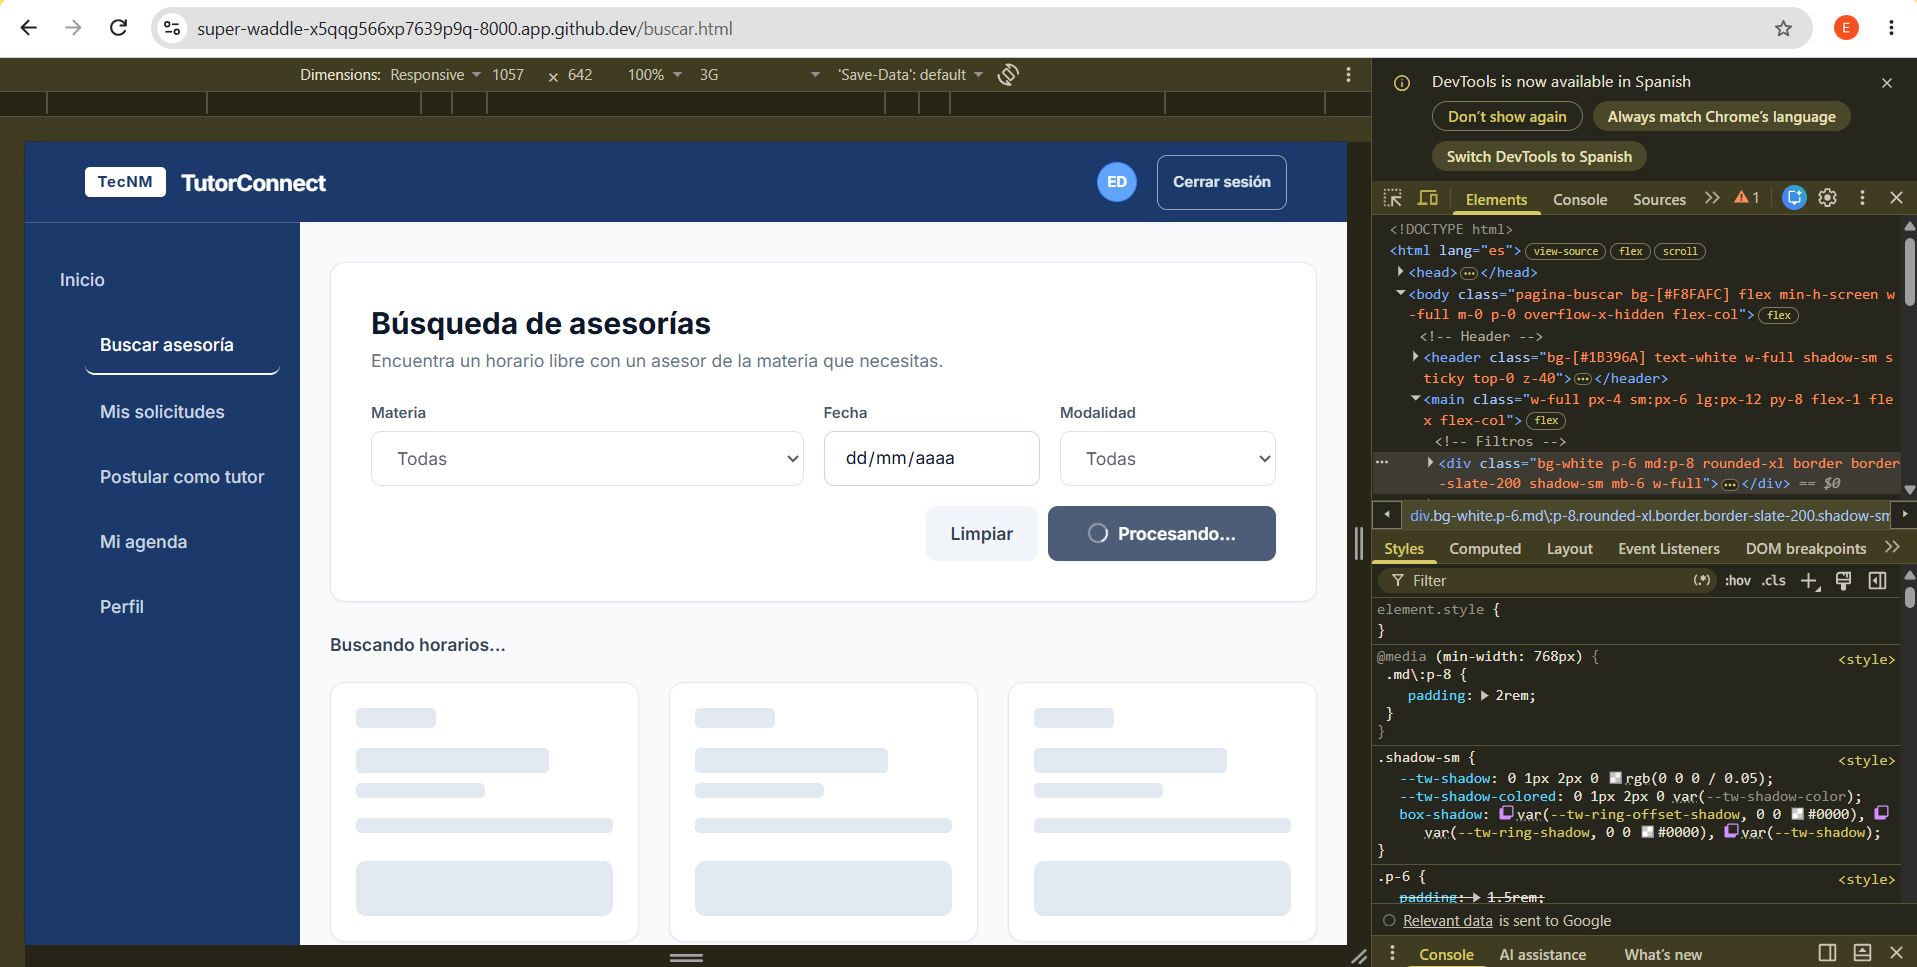 super-waddle-x5qqg566xp7639p9q-8000.app.github.dev/buscar.html
E
Dimensions: Responsive 1057 × 642 100% 3G 'Save-Data': default
TecNM TutorConnect
ED Cerrar sesión
Inicio
Buscar asesoría
Mis solicitudes
Postular como tutor
Mi agenda
Perfil
Búsqueda de asesorías
Encuentra un horario libre con un asesor de la materia que necesitas.
Materia Fecha Modalidad
Todas dd/mm/aaaa Todas
Limpiar Procesando...
Buscando horarios...
DevTools is now available in Spanish
Don't show again Always match Chrome's language
Switch DevTools to Spanish
Elements Console Sources 1
<!DOCTYPE html>
<html lang="es"> view-source flex scroll
<head> ... </head>
<body class="pagina-buscar bg-[#F8FAFC] flex min-h-screen w
-full m-0 p-0 overflow-x-hidden flex-col"> flex
<!-- Header -->
<header class="bg-[#1B396A] text-white w-full shadow-sm s
ticky top-0 z-40"> ... </header>
<main class="w-full px-4 sm:px-6 lg:px-12 py-8 flex-1 fle
x flex-col"> flex
<!-- Filtros -->
... <div class="bg-white p-6 md:p-8 rounded-xl border border
-slate-200 shadow-sm mb-6 w-full"> ... </div> == $0
div.bg-white.p-6.md\:p-8.rounded-xl.border.border-slate-200.shadow-sm
Styles Computed Layout Event Listeners DOM breakpoints
Filter (.*) :hov .cls
element.style {
}
@media (min-width: 768px) { <style>
.md\:p-8 {
padding: 2rem;
}
}
.shadow-sm { <style>
--tw-shadow: 0 1px 2px 0 rgb(0 0 0 / 0.05);
--tw-shadow-colored: 0 1px 2px 0 var(--tw-shadow-color);
box-shadow: var(--tw-ring-offset-shadow, 0 0 #0000),
var(--tw-ring-shadow, 0 0 #0000), var(--tw-shadow);
}
.p-6 { <style>
padding: 1.5rem;
Relevant data is sent to Google
Console AI assistance What's new